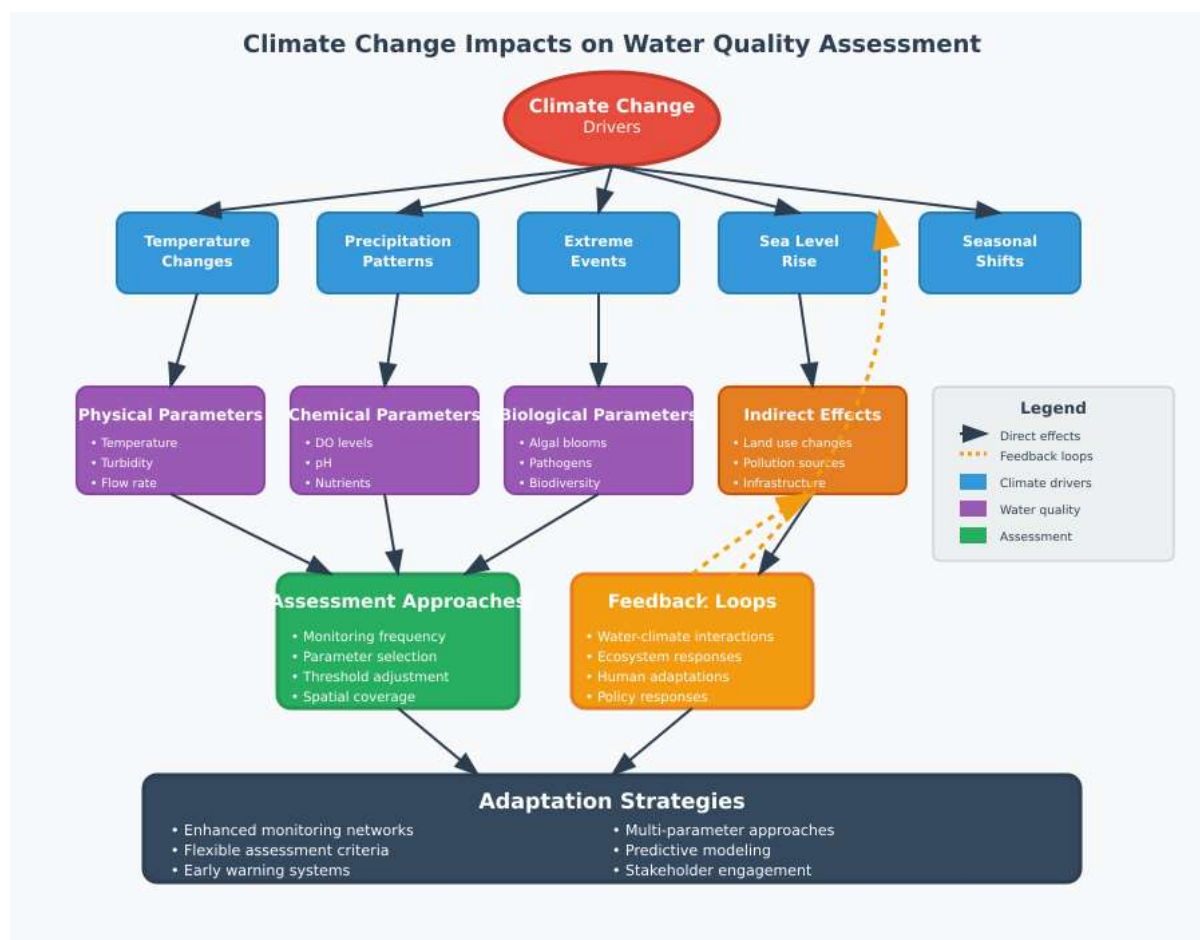 Climate Change Impacts on Water Quality Assessment
Climate Change
Drivers
Temperature
Changes
Precipitation
Patterns
Extreme
Events
Sea Level
Rise
Seasonal
Shifts
Physical Parameters
• Temperature
• Turbidity
• Flow rate
Chemical Parameters
• DO levels
• pH
• Nutrients
Biological Parameters
• Algal blooms
• Pathogens
• Biodiversity
Indirect Effects
• Land use changes
• Pollution sources
• Infrastructure
Legend
Direct effects
Feedback loops
Climate drivers
Water quality
Assessment
Assessment Approaches
• Monitoring frequency
• Parameter selection
• Threshold adjustment
• Spatial coverage
Feedback Loops
• Water-climate interactions
• Ecosystem responses
• Human adaptations
• Policy responses
Adaptation Strategies
• Enhanced monitoring networks
• Flexible assessment criteria
• Early warning systems
• Multi-parameter approaches
• Predictive modeling
• Stakeholder engagement